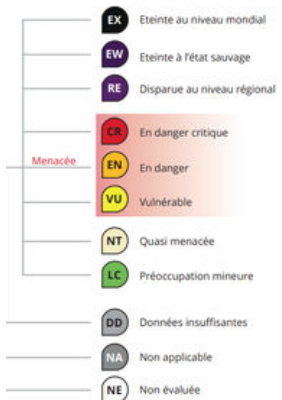 EX Eteinte au niveau mondial
EW Eteinte à l'état sauvage
RE Disparue au niveau régional
CR En danger critique
Menacée
EN En danger
VU Vulnérable
NT Quasi menacée
LC Préoccupation mineure
DD Données insuffisantes
NA Non applicable
NE Non évaluée